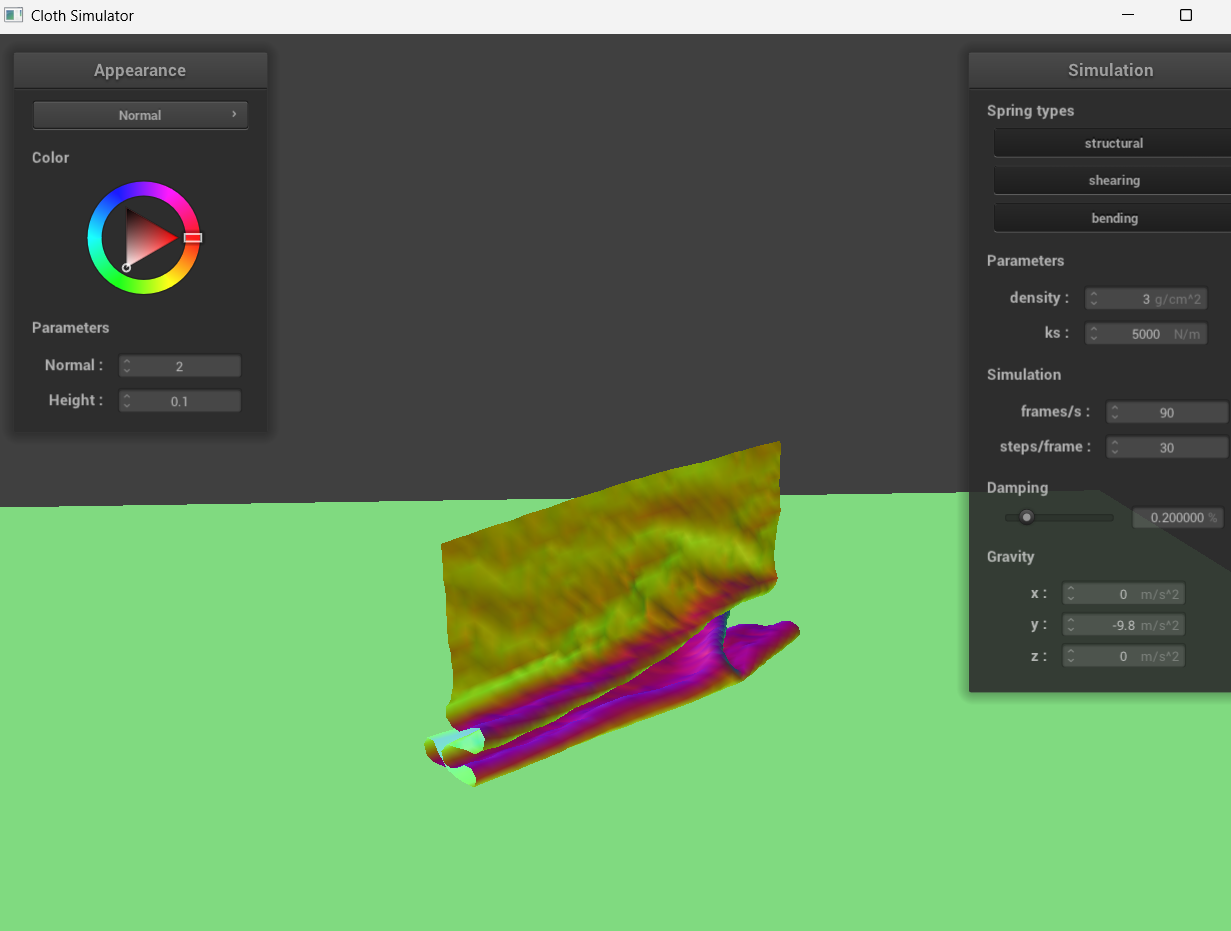 Cloth Simulator
Appearance
Normal
Color
Parameters
Normal : 2
Height : 0.1
Simulation
Spring types
structural
shearing
bending
Parameters
density : 3 g/cm^2
ks : 5000 N/m
Simulation
frames/s : 90
steps/frame : 30
Damping
0.200000 %
Gravity
x : 0 m/s^2
y : -9.8 m/s^2
z : 0 m/s^2